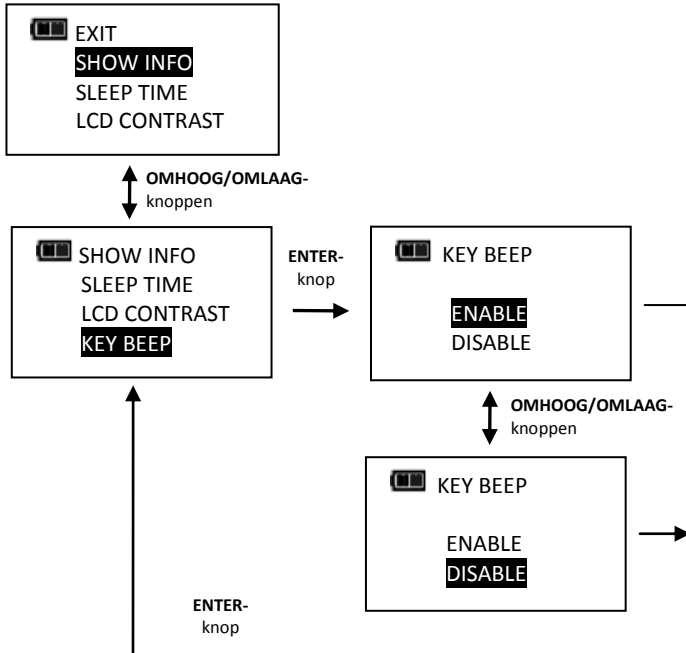 EXIT
SHOW INFO
SLEEP TIME
LCD CONTRAST
OMHOOG/OMLAAG-
knoppen
SHOW INFO
SLEEP TIME
LCD CONTRAST
KEY BEEP
ENTER-
knop
KEY BEEP
ENABLE
DISABLE
OMHOOG/OMLAAG-
knoppen
KEY BEEP
ENABLE
DISABLE
ENTER-
knop